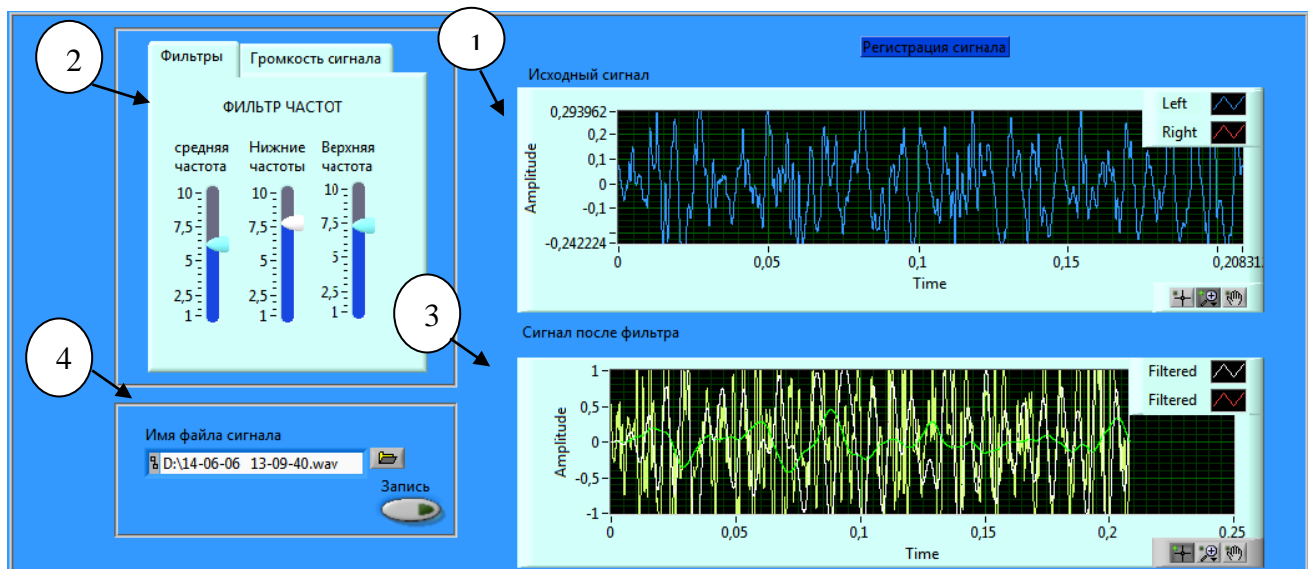 2
1
Фильтры
Громкость сигнала
ФИЛЬТР ЧАСТОТ
средняя частота
Нижние частоты
Верхняя частота
10
7,5
5
2,5
1
10
7,5
5
2,5
1
10
7,5
5
2,5
1
Регистрация сигнала
Исходный сигнал
Left
Right
Amplitude
0,293962
0,2
0,1
0
-0,1
-0,242224
0
0,05
0,1
0,15
0,20831
Time
3
Сигнал после фильтра
Filtered
Filtered
Amplitude
1
0,5
0
-0,5
-1
0
0,05
0,1
0,15
0,2
0.25
Time
4
Имя файла сигнала
D:\14-06-06 13-09-40.wav
Запись